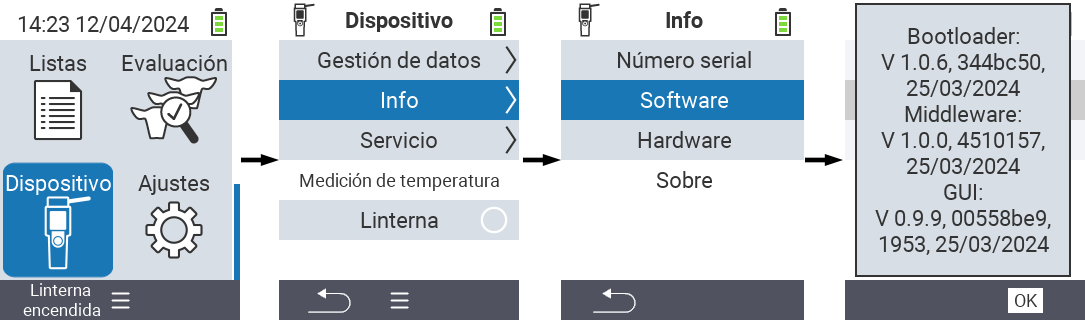 14:23 12/04/2024
Listas
Evaluación
Dispositivo
Ajustes
Linterna
encendida
Dispositivo
Gestión de datos
Info
Servicio
Medición de temperatura
Linterna
Info
Número serial
Software
Hardware
Sobre
Bootloader:
V 1.0.6, 344bc50,
25/03/2024
Middleware:
V 1.0.0, 4510157,
25/03/2024
GUI:
V 0.9.9, 00558be9,
1953, 25/03/2024
OK